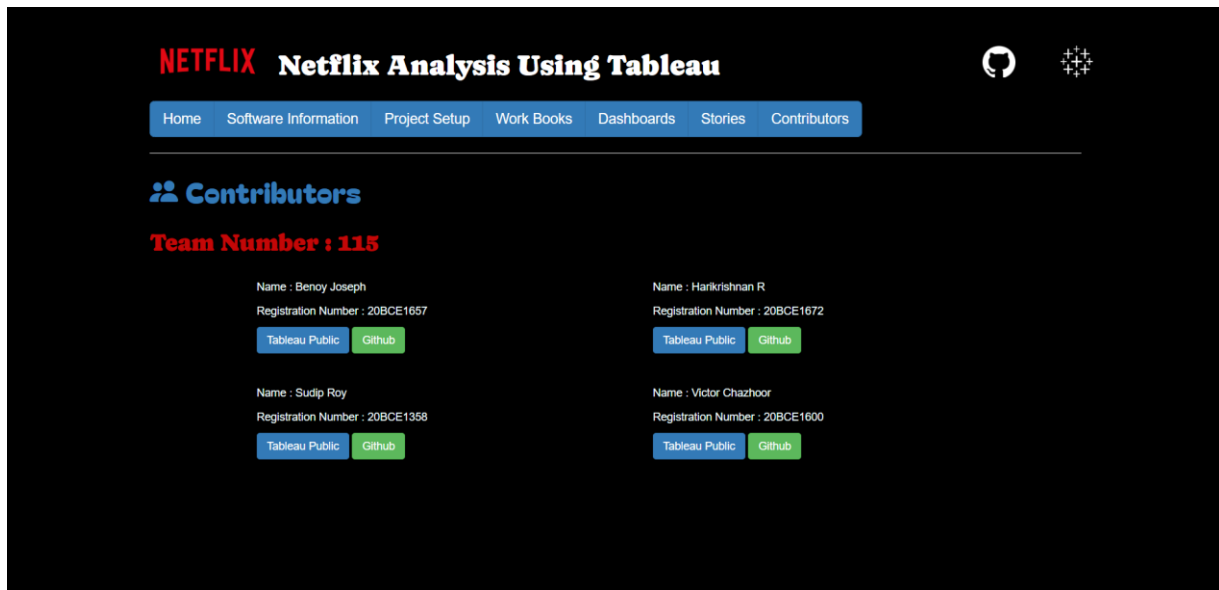 NETFLIX Netflix Analysis Using Tableau
Home Software Information Project Setup Work Books Dashboards Stories Contributors
Contributors
Team Number : 115
Name : Benoy Joseph
Registration Number : 20BCE1657
Tableau Public Github
Name : Harikrishnan R
Registration Number : 20BCE1672
Tableau Public Github
Name : Sudip Roy
Registration Number : 20BCE1358
Tableau Public Github
Name : Victor Chazhoor
Registration Number : 20BCE1600
Tableau Public Github